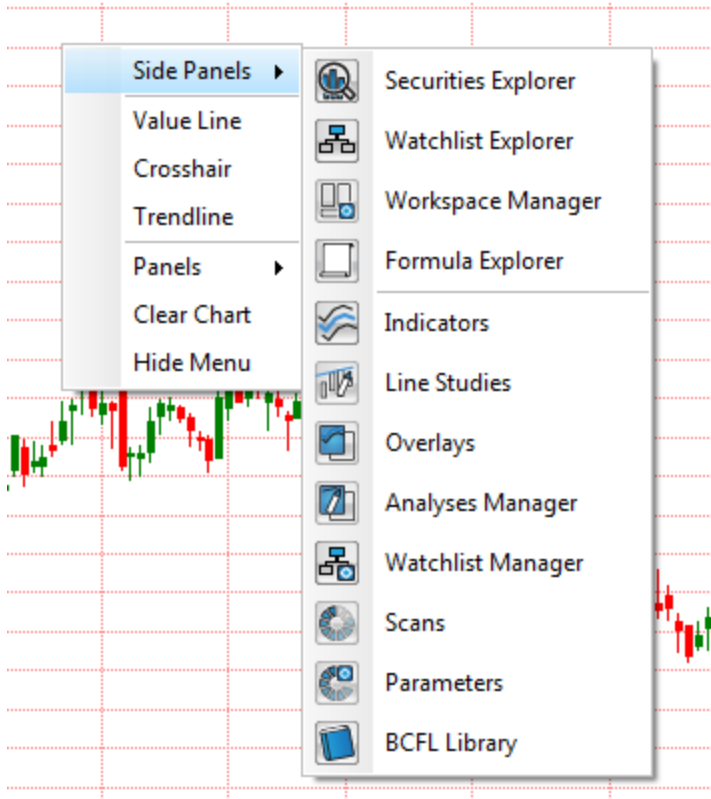 Side Panels
Value Line
Crosshair
Trendline
Panels
Clear Chart
Hide Menu
Securities Explorer
Watchlist Explorer
Workspace Manager
Formula Explorer
Indicators
Line Studies
Overlays
Analyses Manager
Watchlist Manager
Scans
Parameters
BCFL Library